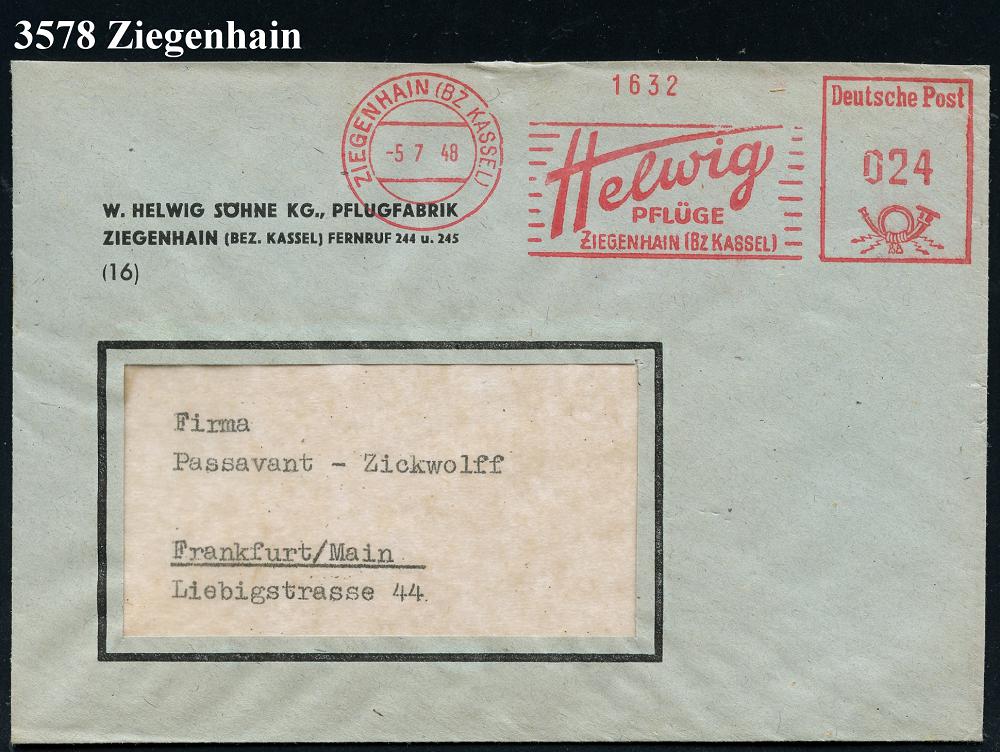 3578 Ziegenhain
ZIEGENHAIN (BZ KASSEL)
-5 7 48
1632
Helwig
PFLÜGE
ZIEGENHAIN (BZ KASSEL)
Deutsche Post
024
W. HELWIG SÖHNE KG., PFLUGFABRIK
ZIEGENHAIN (BEZ. KASSEL) FERNRUF 244 u. 245
(16)
Firma
Passavant - Zickwolff
Frankfurt/Main
Liebigstrasse 44